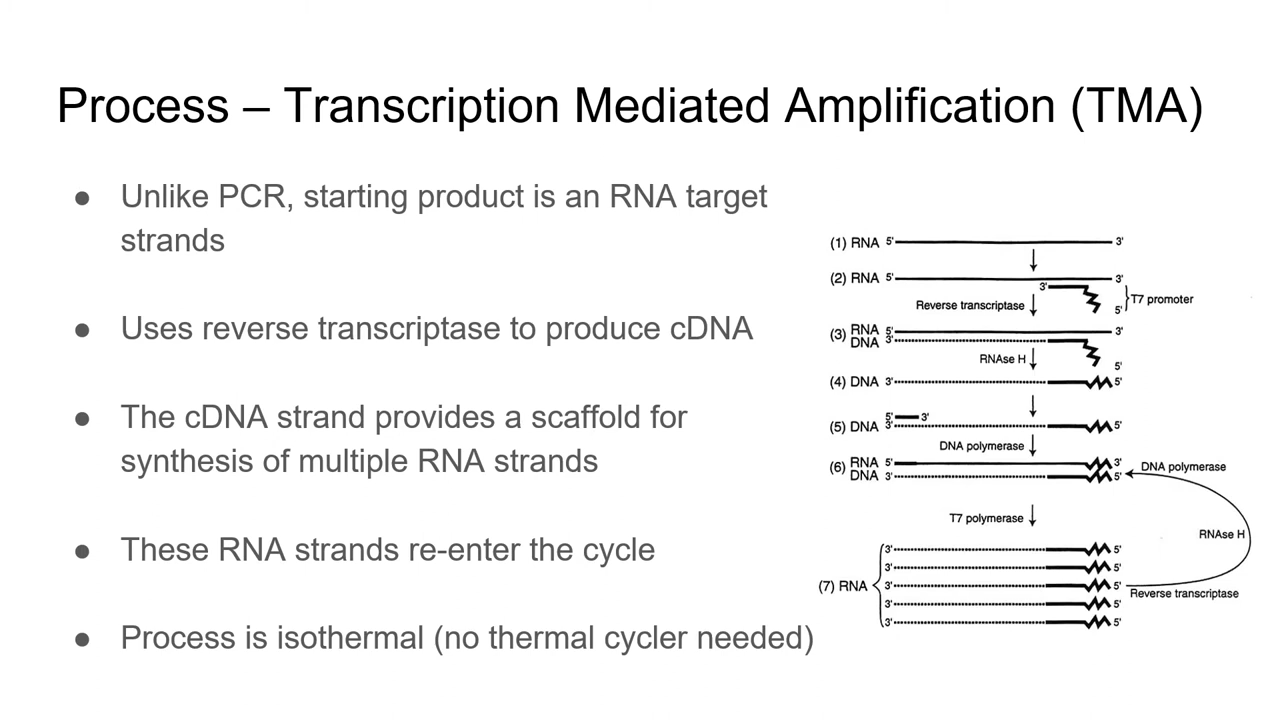 Process – Transcription Mediated Amplification (TMA)
● Unlike PCR, starting product is an RNA target
strands
● Uses reverse transcriptase to produce cDNA
● The cDNA strand provides a scaffold for
synthesis of multiple RNA strands
● These RNA strands re-enter the cycle
● Process is isothermal (no thermal cycler needed)
(1) RNA 5' 3'
(2) RNA 5' 3'
3'
T7 promoter
5'
Reverse transcriptase
(3) RNA 5' 3'
DNA 3'
5'
RNAse H
(4) DNA 3' 5'
5' 3'
(5) DNA 3' 5'
DNA polymerase
(6) RNA 5' 3'
DNA 3' 5'
DNA polymerase
T7 polymerase
RNAse H
3' 5'
3' 5'
(7) RNA 3' 5'
Reverse transcriptase
3' 5'
3' 5'